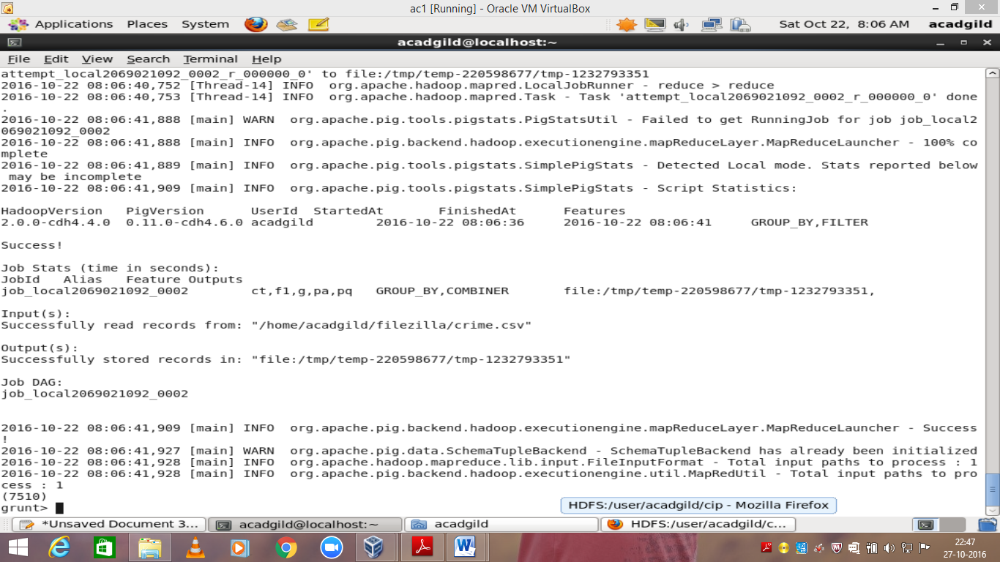 ac1 [Running] - Oracle VM VirtualBox
Applications Places System Sat Oct 22, 8:06 AM acadgild
acadgild@localhost:~
File Edit View Search Terminal Help
attempt_local2069021092_0002_r_000000_0' to file:/tmp/temp-220598677/tmp-1232793351
2016-10-22 08:06:40,752 [Thread-14] INFO  org.apache.hadoop.mapred.LocalJobRunner - reduce > reduce
2016-10-22 08:06:40,753 [Thread-14] INFO  org.apache.hadoop.mapred.Task - Task 'attempt_local2069021092_0002_r_000000_0' done
.
2016-10-22 08:06:41,888 [main] WARN  org.apache.pig.tools.pigstats.PigStatsUtil - Failed to get RunningJob for job job_local2
069021092_0002
2016-10-22 08:06:41,888 [main] INFO  org.apache.pig.backend.hadoop.executionengine.mapReduceLayer.MapReduceLauncher - 100% co
mplete
2016-10-22 08:06:41,889 [main] INFO  org.apache.pig.tools.pigstats.SimplePigStats - Detected Local mode. Stats reported below
 may be incomplete
2016-10-22 08:06:41,909 [main] INFO  org.apache.pig.tools.pigstats.SimplePigStats - Script Statistics:
HadoopVersion PigVersion UserId StartedAt FinishedAt Features
2.0.0-cdh4.4.0 0.11.0-cdh4.6.0 acadgild 2016-10-22 08:06:36 2016-10-22 08:06:41 GROUP_BY,FILTER
Success!
Job Stats (time in seconds):
JobId Alias Feature Outputs
job_local2069021092_0002 ct,f1,g,pa,pq GROUP_BY,COMBINER file:/tmp/temp-220598677/tmp-1232793351,
Input(s):
Successfully read records from: "/home/acadgild/filezilla/crime.csv"
Output(s):
Successfully stored records in: "file:/tmp/temp-220598677/tmp-1232793351"
Job DAG:
job_local2069021092_0002
2016-10-22 08:06:41,909 [main] INFO  org.apache.pig.backend.hadoop.executionengine.mapReduceLayer.MapReduceLauncher - Success
!
2016-10-22 08:06:41,927 [main] WARN  org.apache.pig.data.SchemaTupleBackend - SchemaTupleBackend has already been initialized
2016-10-22 08:06:41,928 [main] INFO  org.apache.hadoop.mapreduce.lib.input.FileInputFormat - Total input paths to process : 1
2016-10-22 08:06:41,928 [main] INFO  org.apache.pig.backend.hadoop.executionengine.util.MapRedUtil - Total input paths to pro
cess : 1
(7510)
grunt>
HDFS:/user/acadgild/cip - Mozilla Firefox
*Unsaved Document 3... acadgild@localhost:~ acadgild HDFS:/user/acadgild/c...
22:47
27-10-2016